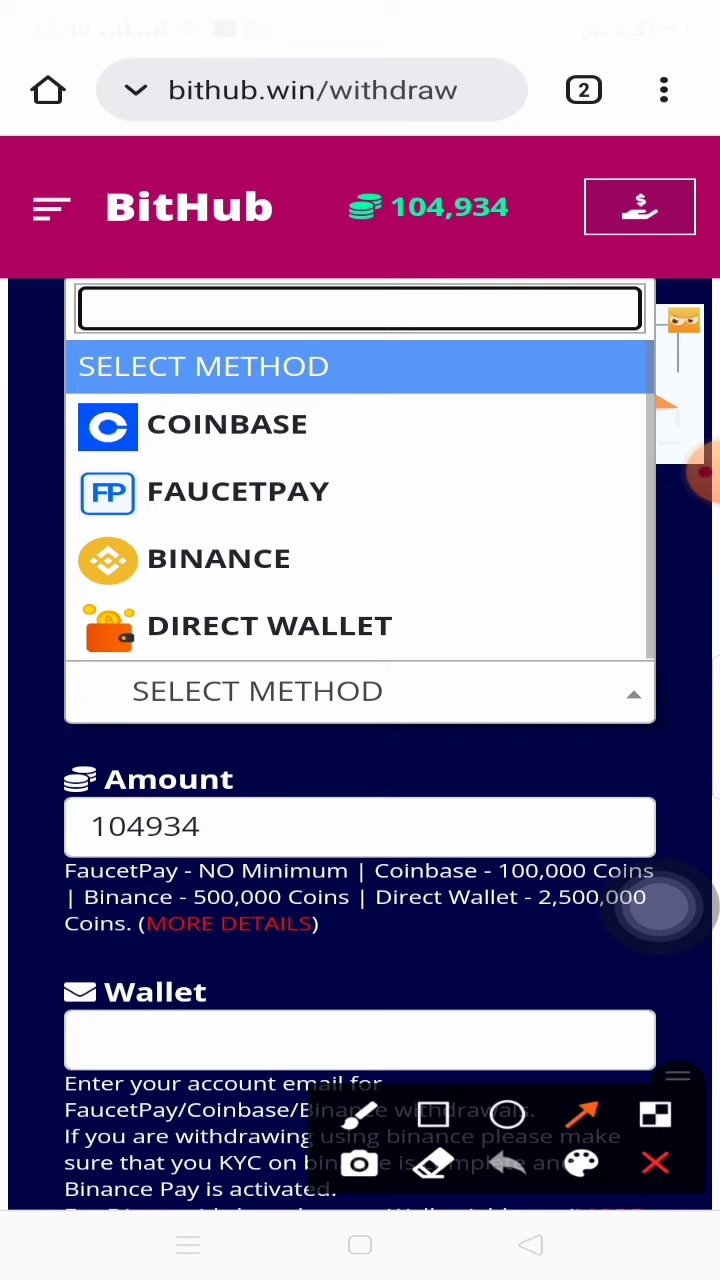 2
bithub.win/withdraw
BitHub
104,934
$
SELECT METHOD
COINBASE
FP FAUCETPAY
BINANCE
DIRECT WALLET
SELECT METHOD
Amount
104934
FaucetPay - NO Minimum | Coinbase - 100,000 Coins
| Binance - 500,000 Coins | Direct Wallet - 2,500,000
Coins. (MORE DETAILS)
Wallet
Enter your account email for
FaucetPay/Coinbase/Binance withdrawals.
If you are withdrawing using binance please make
sure that you KYC on binance is complete and
Binance Pay is activated.